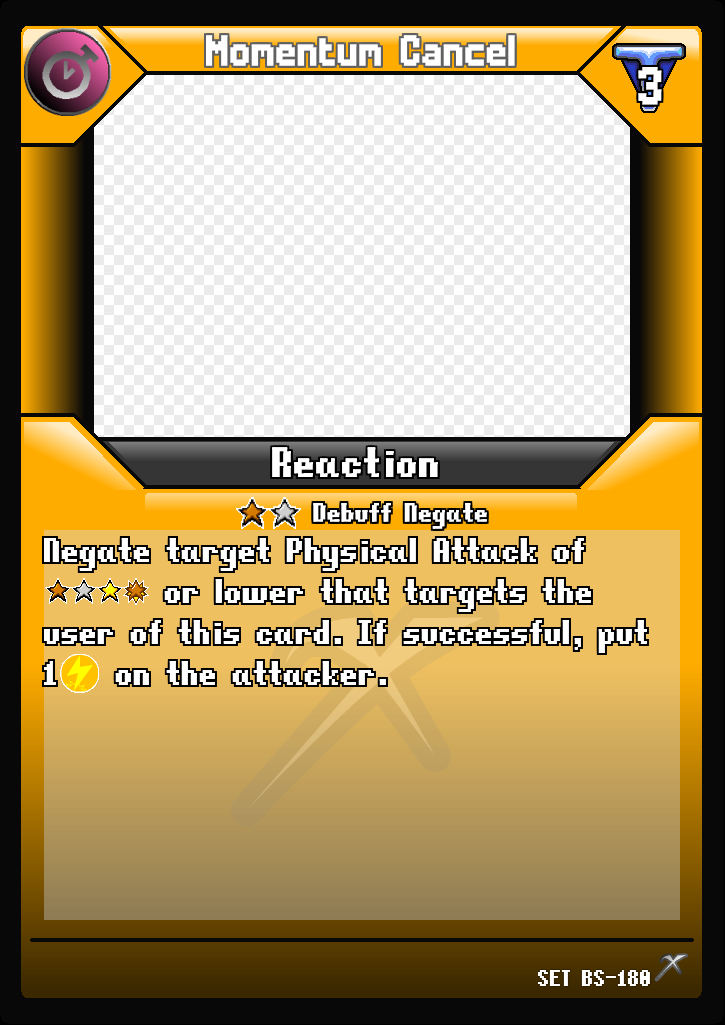 Momentum Cancel
3
Reaction
Debuff Negate
Negate target Physical Attack of
or lower that targets the
user of this card. If successful, put
1 on the attacker.
SET BS-180